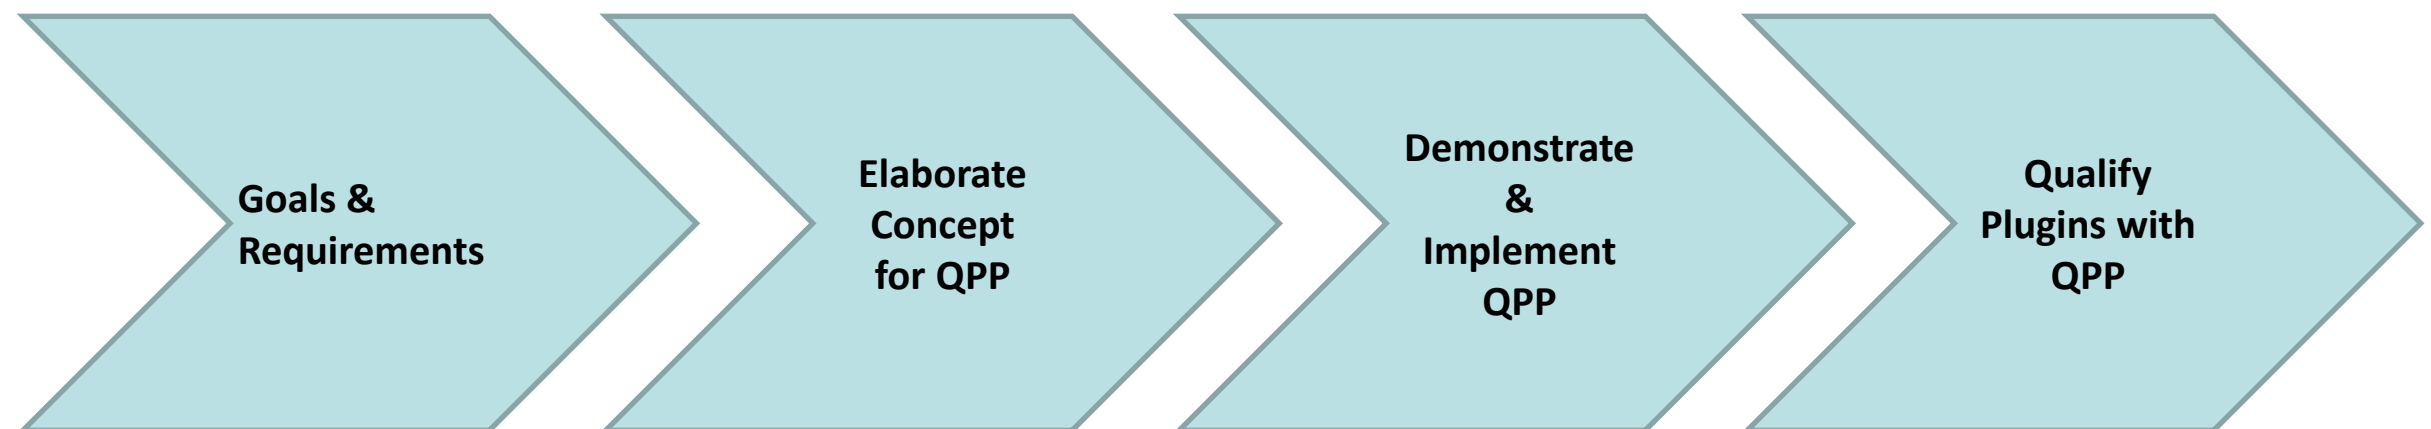 Goals &
Requirements
Elaborate
Concept
for QPP
Demonstrate
&
Implement
QPP
Qualify
Plugins with
QPP